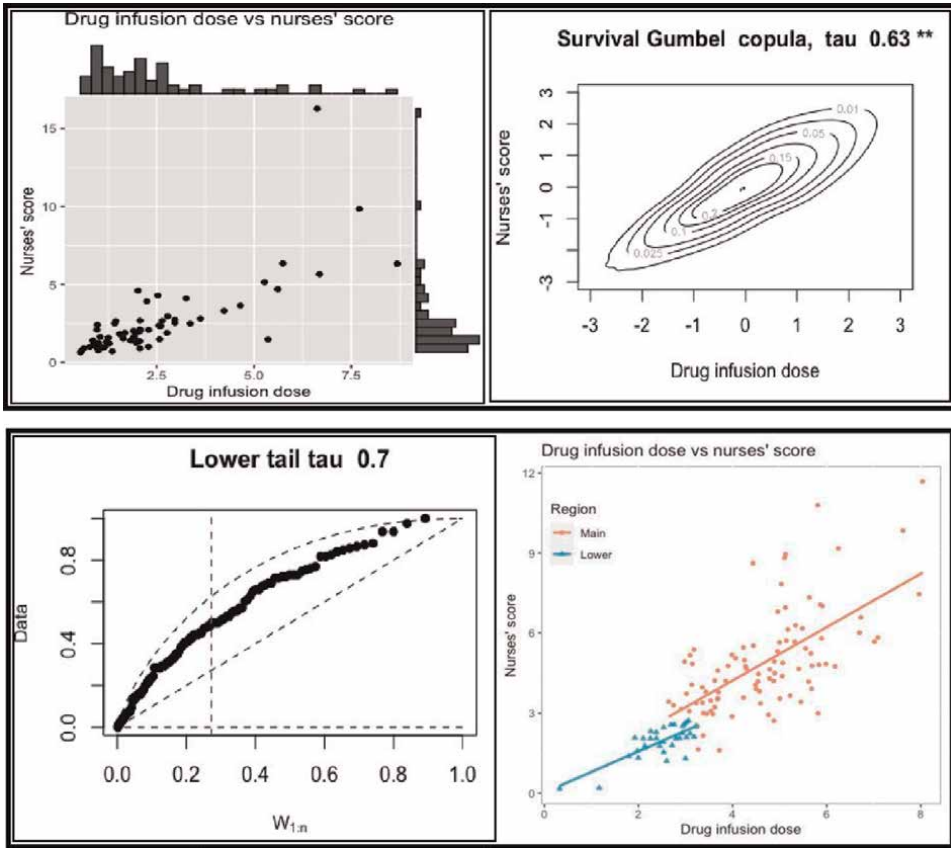 Drug infusion dose vs nurses' score
15
10
5
0
Nurses' score
2.5 5.0 7.5
Drug infusion dose
Survival Gumbel copula, tau 0.63 **
3
2
1
0
-1
-3
Nurses' score
0.01
0.05
0.15
0.2
0.1
0.025
-3 -2 -1 0 1 2 3
Drug infusion dose
Lower tail tau 0.7
0.8
0.4
0.0
Data
0.0 0.2 0.4 0.6 0.8 1.0
W1:n
Drug infusion dose vs nurses' score
12
9
6
3
0
Nurses' score
Region
Main
Lower
0 2 4 6 8
Drug infusion dose